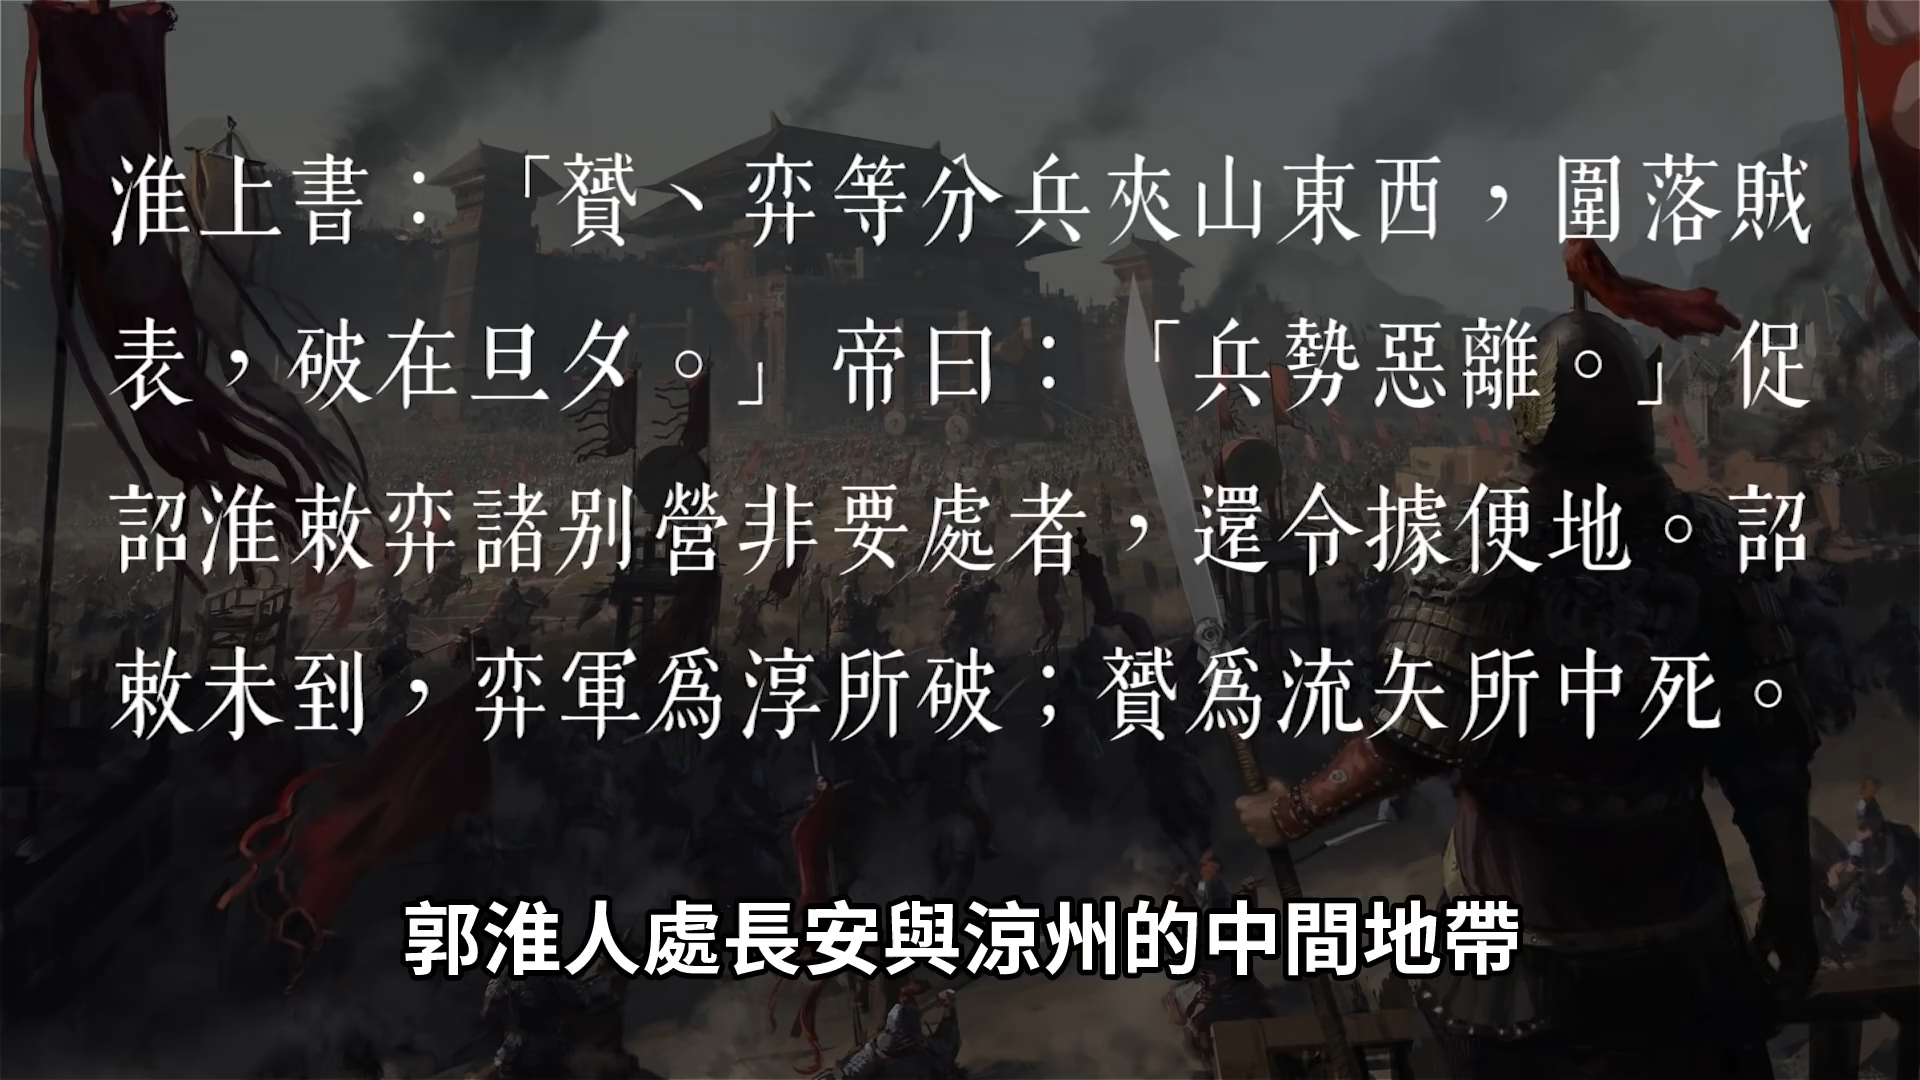 淮上書：「贇、弈等分兵夾山東西，圍落賊
表，破在旦夕。」帝曰：「兵勢惡離。」促
詔淮敕弈諸別營非要處者，還令據便地。詔
敕未到，弈軍為淳所破；贇為流矢所中死。
郭淮人處長安與涼州的中間地帶